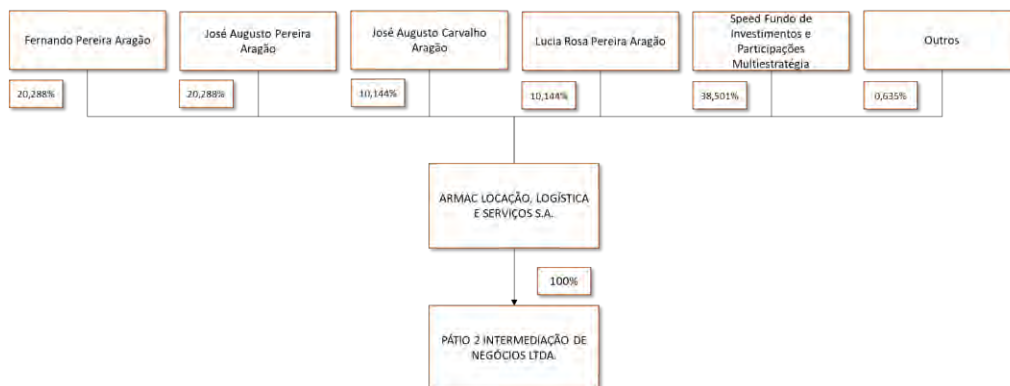 Fernando Pereira Aragão
José Augusto Pereira
Aragão
José Augusto Carvalho
Aragão
Lucia Rosa Pereira Aragão
Speed Fundo de
Investimentos e
Participações
Multiestratégia
Outros
20,288%
20,288%
10,144%
10,144%
38,501%
0,635%
ARMAC LOCAÇÃO, LOGÍSTICA
E SERVIÇOS S.A.
100%
PÁTIO 2 INTERMEDIAÇÃO DE
NEGÓCIOS LTDA.